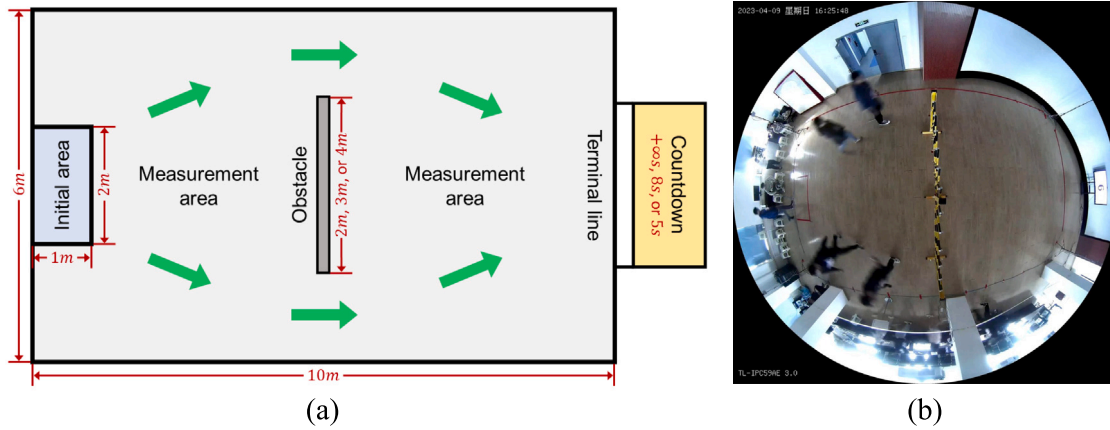 6m
Initial area
2m
1m
Measurement
area
Obstacle
2m, 3m, or 4m
Measurement
area
Terminal line
Countdown
+∞s, 8s, or 5s
10m
(a)
2023-04-09 星期日 16:25:48
6
TL-IPC59AE 3.0
(b)